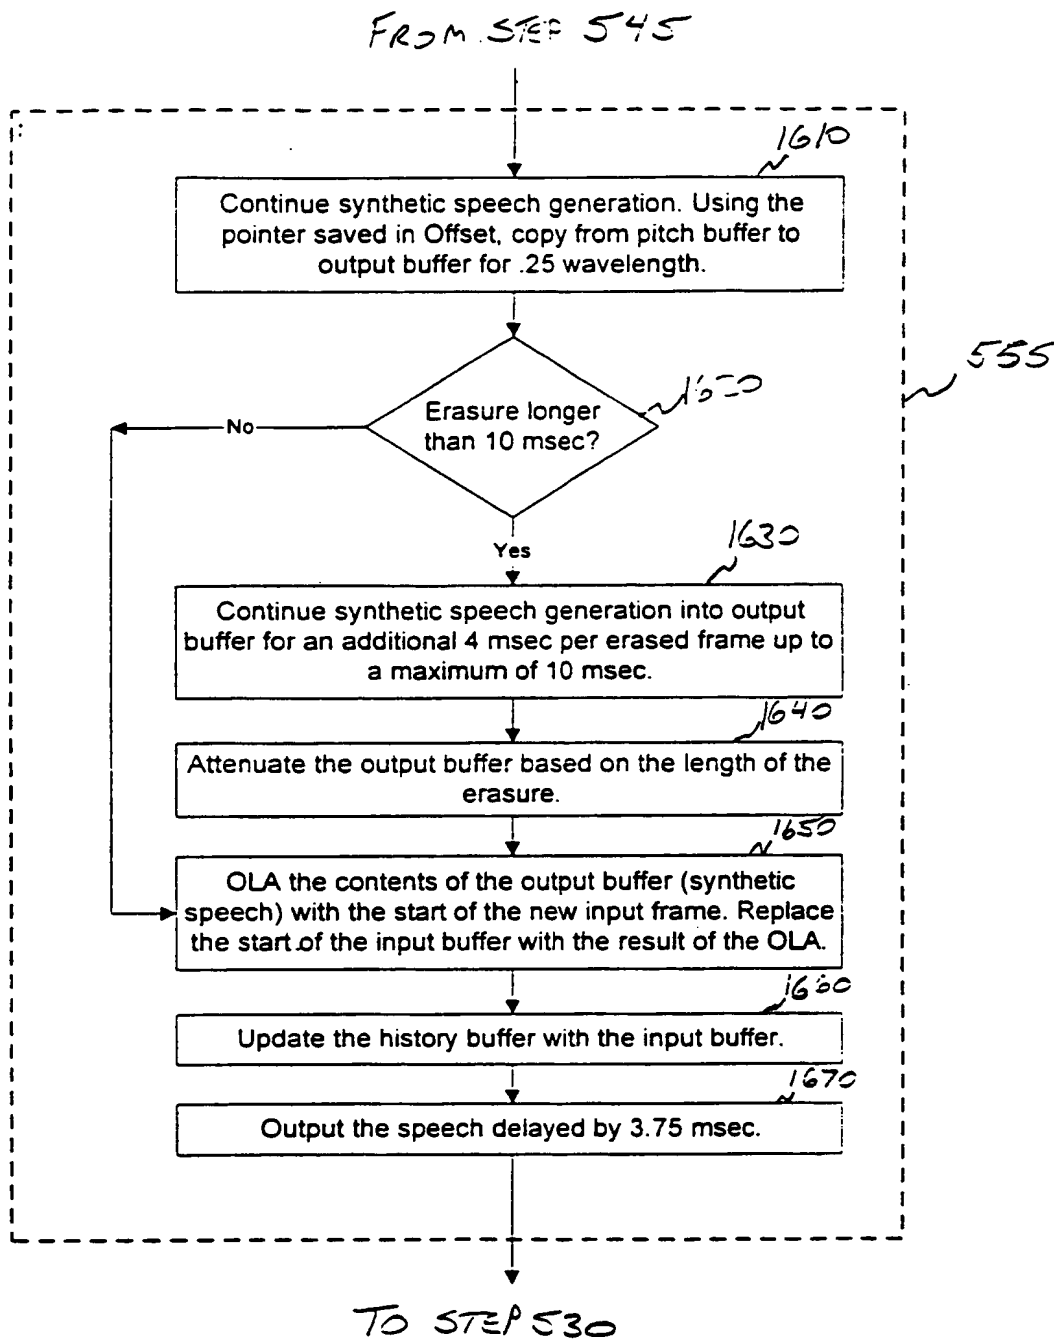 FROM STEP 545
1610
Continue synthetic speech generation. Using the
pointer saved in Offset, copy from pitch buffer to
output buffer for .25 wavelength.
555
1620
Erasure longer
than 10 msec?
No
Yes
1630
Continue synthetic speech generation into output
buffer for an additional 4 msec per erased frame up to
a maximum of 10 msec.
1640
Attenuate the output buffer based on the length of the
erasure.
1650
OLA the contents of the output buffer (synthetic
speech) with the start of the new input frame. Replace
the start of the input buffer with the result of the OLA.
1660
Update the history buffer with the input buffer.
1670
Output the speech delayed by 3.75 msec.
TO STEP 530